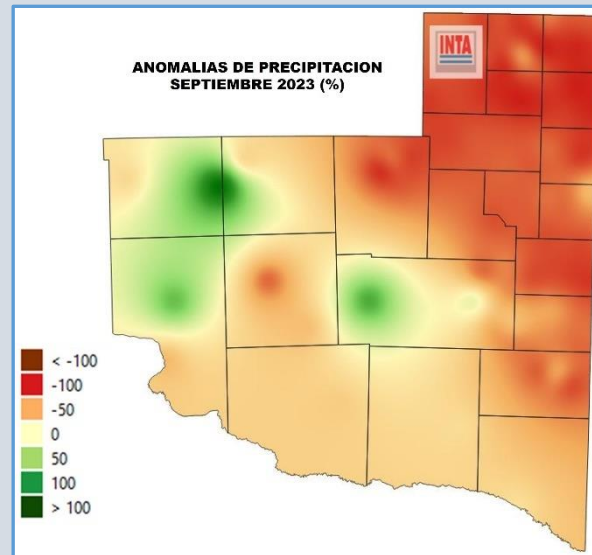 INTA
ANOMALIAS DE PRECIPITACION
SEPTIEMBRE 2023 (%)
< -100
-100
-50
0
50
100
> 100